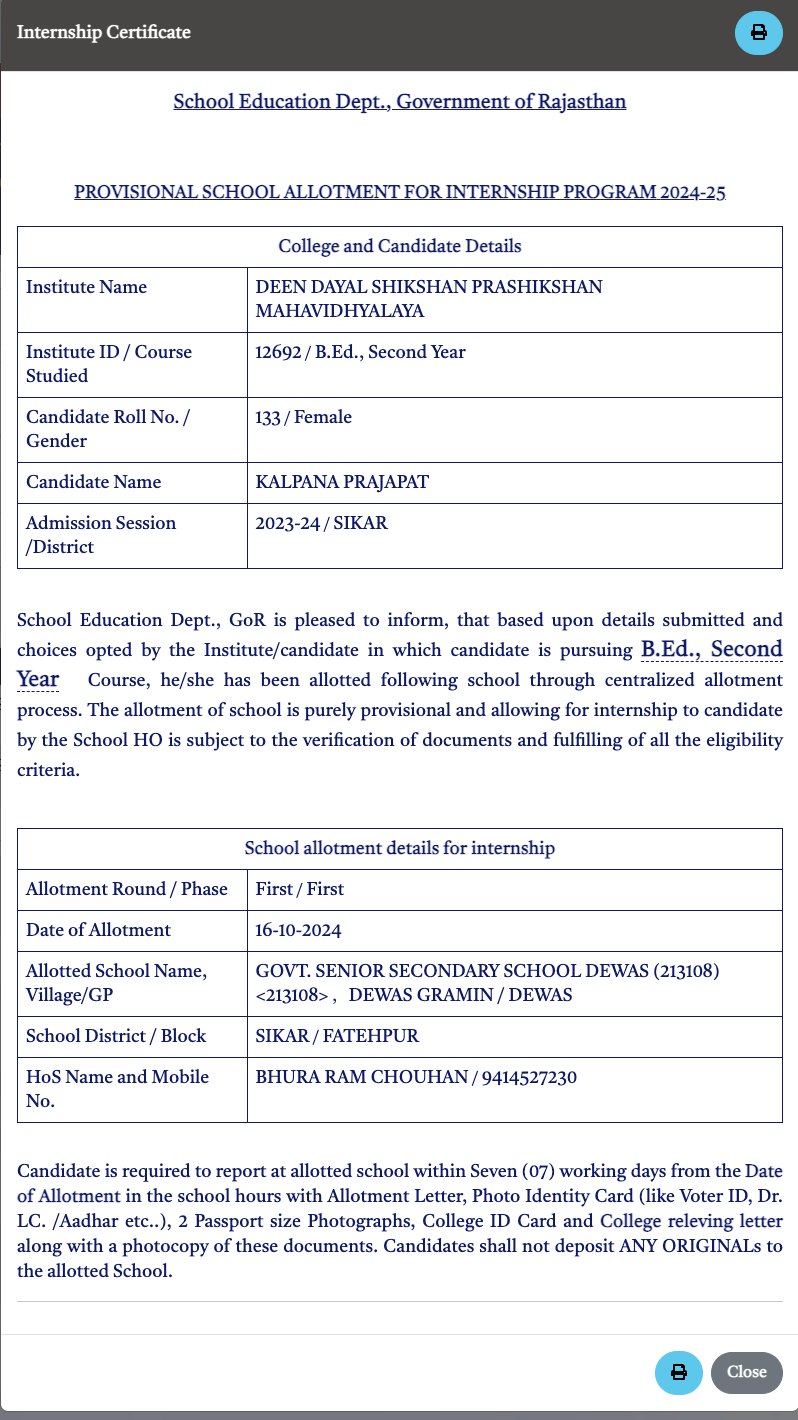 Internship Certificate
School Education Dept., Government of Rajasthan
PROVISIONAL SCHOOL ALLOTMENT FOR INTERNSHIP PROGRAM 2024-25
College and Candidate Details
Institute Name
DEEN DAYAL SHIKSHAN PRASHIKSHAN
MAHAVIDHYALAYA
Institute ID / Course
Studied
12692 / B.Ed., Second Year
Candidate Roll No. /
Gender
133 / Female
Candidate Name
KALPANA PRAJAPAT
Admission Session
/District
2023-24 / SIKAR
School Education Dept., GoR is pleased to inform, that based upon details submitted and
choices opted by the Institute/candidate in which candidate is pursuing B.Ed., Second
Year Course, he/she has been allotted following school through centralized allotment
process. The allotment of school is purely provisional and allowing for internship to candidate
by the School HO is subject to the verification of documents and fulfilling of all the eligibility
criteria.
School allotment details for internship
Allotment Round / Phase
First / First
Date of Allotment
16-10-2024
Allotted School Name,
Village/GP
GOVT. SENIOR SECONDARY SCHOOL DEWAS (213108)
<213108> , DEWAS GRAMIN / DEWAS
School District / Block
SIKAR / FATEHPUR
HoS Name and Mobile
No.
BHURA RAM CHOUHAN / 9414527230
Candidate is required to report at allotted school within Seven (07) working days from the Date
of Allotment in the school hours with Allotment Letter, Photo Identity Card (like Voter ID, Dr.
LC. /Aadhar etc..), 2 Passport size Photographs, College ID Card and College releving letter
along with a photocopy of these documents. Candidates shall not deposit ANY ORIGINALs to
the allotted School.
Close